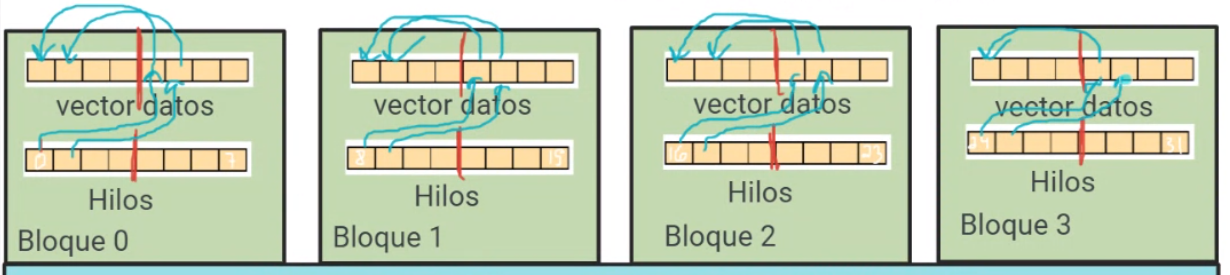 vector datos
0 7
Hilos
Bloque 0
vector datos
8 15
Hilos
Bloque 1
vector datos
16 23
Hilos
Bloque 2
vector datos
24 31
Hilos
Bloque 3